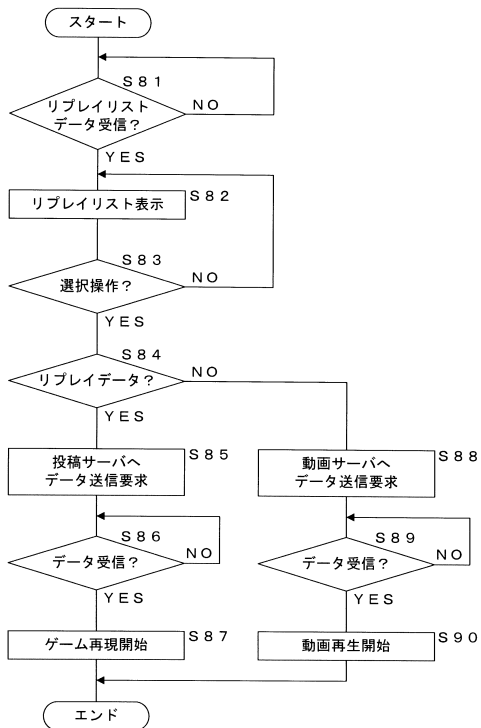 スタート
S81
リプレイリスト
データ受信?
NO
YES
リプレイリスト表示
S82
S83
選択操作?
NO
YES
S84
リプレイデータ?
NO
YES
投稿サーバへ
データ送信要求
S85
動画サーバへ
データ送信要求
S88
S86
データ受信?
NO
YES
S89
データ受信?
NO
YES
ゲーム再現開始
S87
動画再生開始
S90
エンド